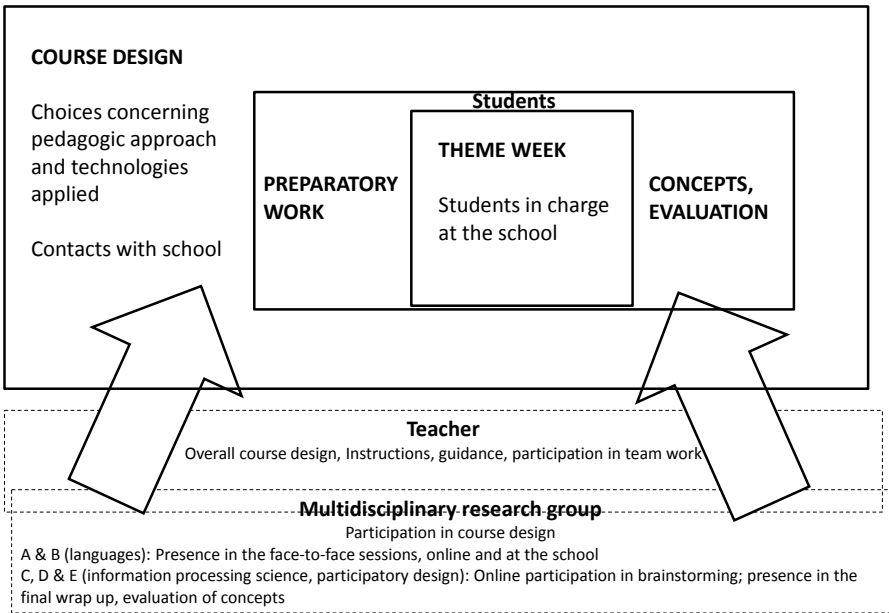 COURSE DESIGN
Choices concerning
pedagogic approach
and technologies
applied
Contacts with school
Students
PREPARATORY
WORK
THEME WEEK
Students in charge
at the school
CONCEPTS,
EVALUATION
Teacher
Overall course design, Instructions, guidance, participation in team work
Multidisciplinary research group
Participation in course design
A & B (languages): Presence in the face-to-face sessions, online and at the school
C, D & E (information processing science, participatory design): Online participation in brainstorming; presence in the
final wrap up, evaluation of concepts